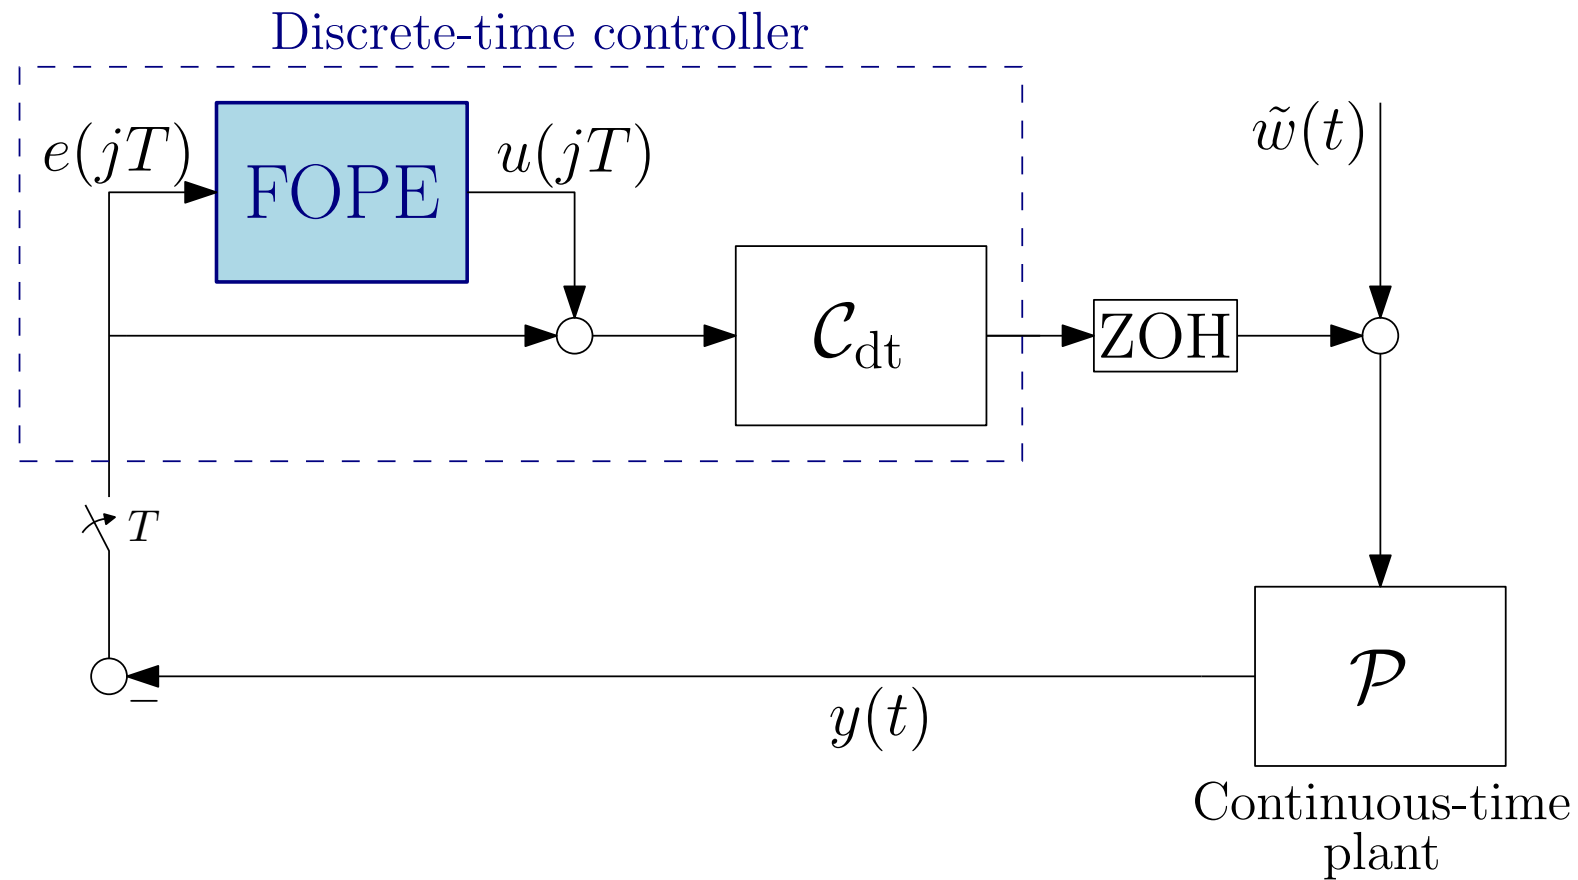 Discrete-time controller
e(jT)
FOPE
u(jT)
w̃(t)
𝒞dt
ZOH
T
−
y(t)
𝒫
Continuous-time
plant